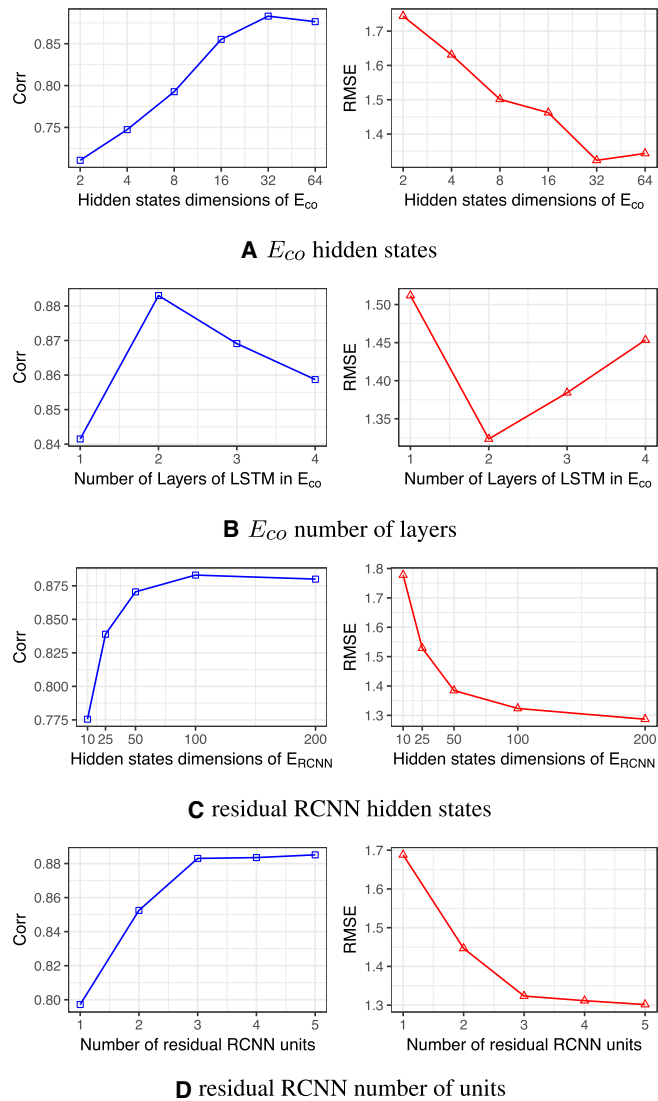 Corr
0.85
0.80
0.75
2 4 8 16 32 64
Hidden states dimensions of E_co
RMSE
1.7
1.6
1.5
1.4
2 4 8 16 32 64
Hidden states dimensions of E_co
A E_co hidden states
Corr
0.88
0.87
0.86
0.85
0.84
1 2 3 4
Number of Layers of LSTM in E_co
RMSE
1.50
1.45
1.40
1.35
1 2 3 4
Number of Layers of LSTM in E_co
B E_co number of layers
Corr
0.875
0.850
0.825
0.800
0.775
10 25 50 100 200
Hidden states dimensions of E_RCNN
RMSE
1.8
1.7
1.6
1.5
1.4
1.3
10 25 50 100 200
Hidden states dimensions of E_RCNN
C residual RCNN hidden states
Corr
0.88
0.86
0.84
0.82
0.80
1 2 3 4 5
Number of residual RCNN units
RMSE
1.7
1.6
1.5
1.4
1.3
1 2 3 4 5
Number of residual RCNN units
D residual RCNN number of units